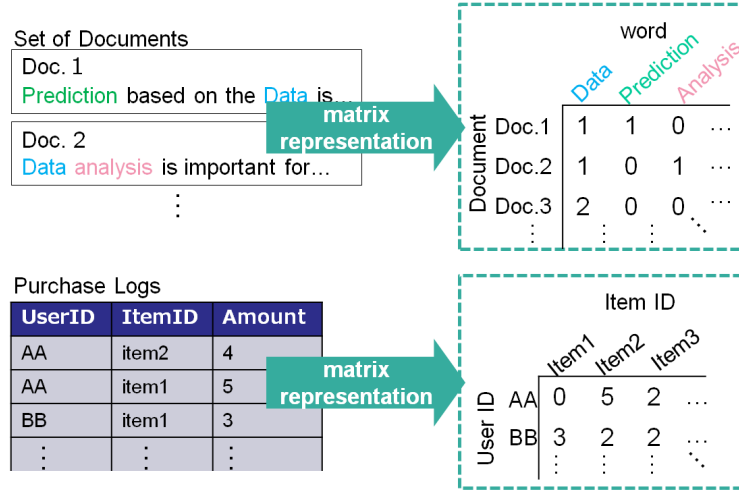 Set of Documents
Doc. 1
Prediction based on the Data is...
Doc. 2
Data analysis is important for...
⋮
matrix
representation
word
Data Prediction Analysis
Document
Doc.1 1 1 0 ...
Doc.2 1 0 1 ...
Doc.3 2 0 0
⋮ ⋮ ⋮ ⋱
Purchase Logs
UserID ItemID Amount
AA item2 4
AA item1 5
BB item1 3
⋮ ⋮ ⋮
matrix
representation
Item ID
Item1 Item2 Item3
User ID
AA 0 5 2 ...
BB 3 2 2 ...
⋮ ⋮ ⋮ ⋱